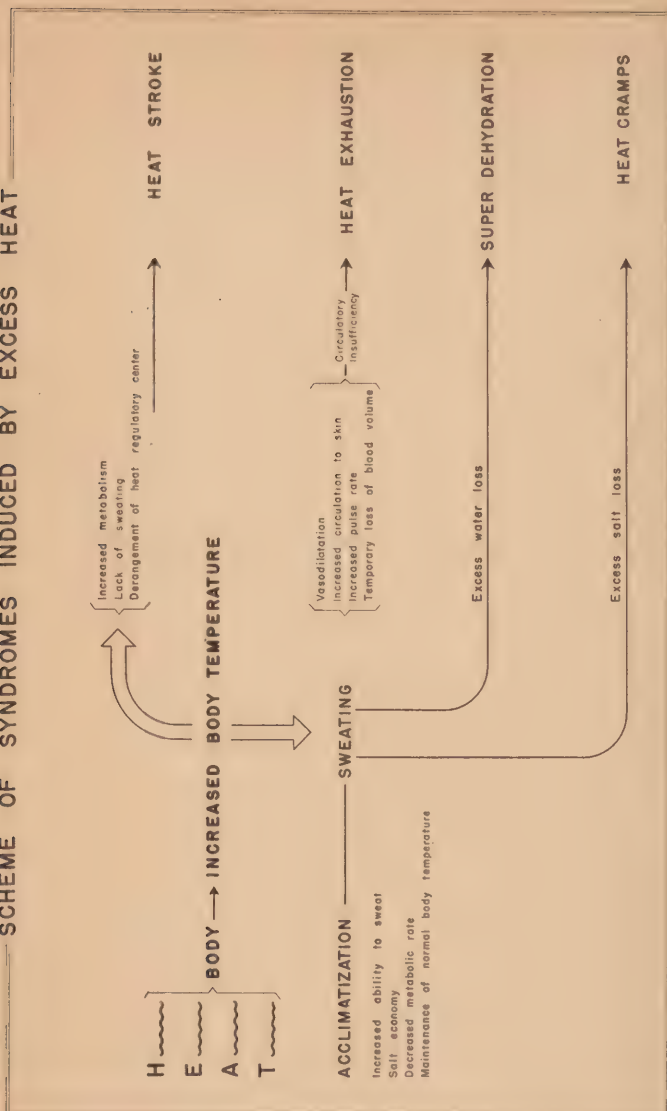 SCHEME OF SYNDROMES INDUCED BY EXCESS HEAT
H
E
A
T
BODY
INCREASED BODY TEMPERATURE
Increased metabolism
Lack of sweating
Derangement of heat regulatory center
HEAT STROKE
ACCLIMATIZATION
Increased ability to sweat
Salt economy
Decreased metabolic rate
Maintenance of normal body temperature
SWEATING
Vasodilatation
Increased circulation to skin
Increased pulse rate
Temporary loss of blood volume
Circulatory
Insufficiency
HEAT EXHAUSTION
Excess water loss
SUPER DEHYDRATION
Excess salt loss
HEAT CRAMPS